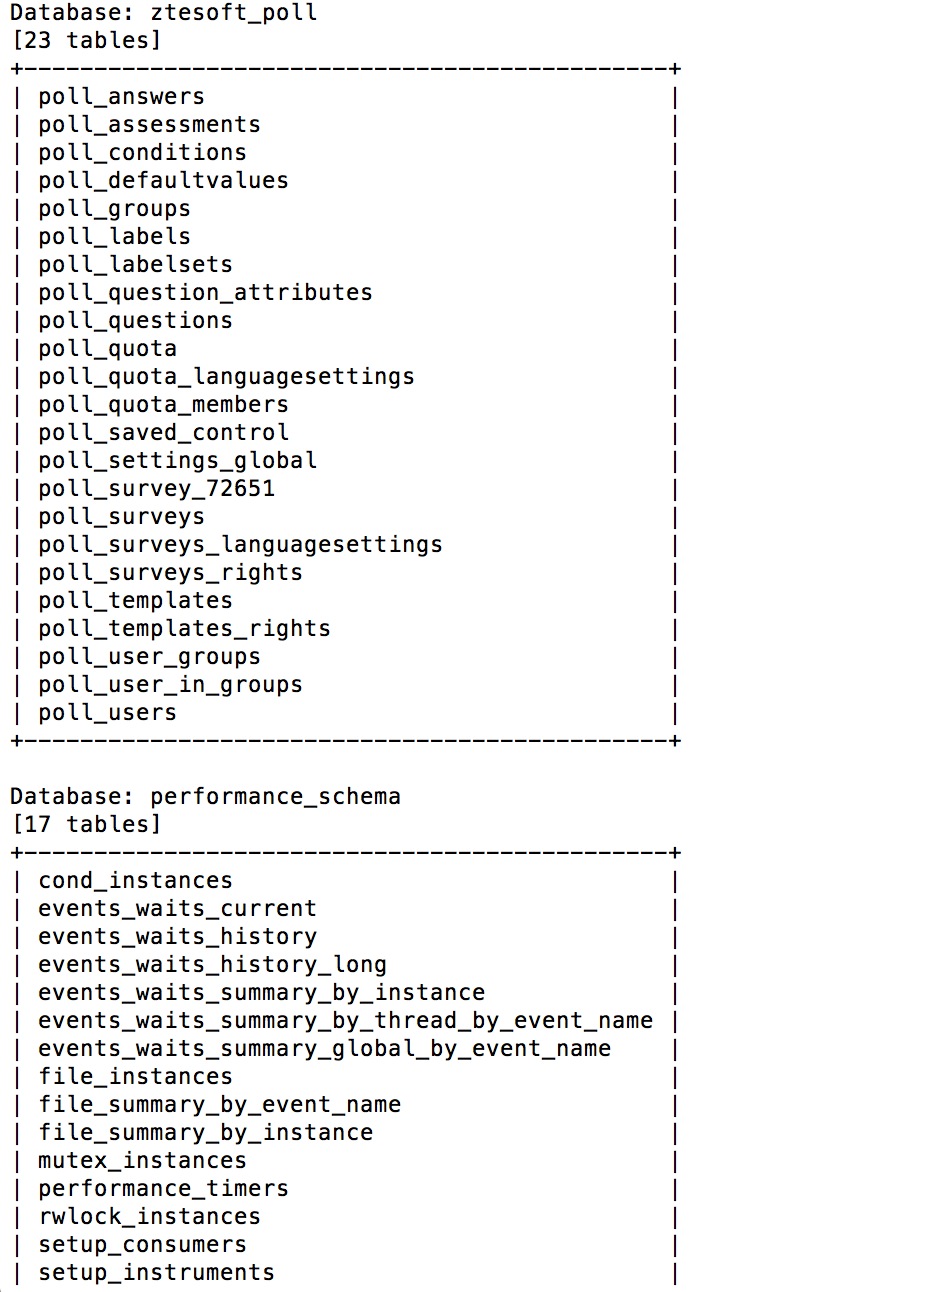 Database: ztesoft_poll
[23 tables]
+----------------------------------------------+
| poll_answers                                 |
| poll_assessments                             |
| poll_conditions                              |
| poll_defaultvalues                           |
| poll_groups                                  |
| poll_labels                                  |
| poll_labelsets                               |
| poll_question_attributes                     |
| poll_questions                               |
| poll_quota                                   |
| poll_quota_languagesettings                  |
| poll_quota_members                           |
| poll_saved_control                           |
| poll_settings_global                         |
| poll_survey_72651                            |
| poll_surveys                                 |
| poll_surveys_languagesettings                |
| poll_surveys_rights                          |
| poll_templates                               |
| poll_templates_rights                        |
| poll_user_groups                             |
| poll_user_in_groups                          |
| poll_users                                   |
+----------------------------------------------+

Database: performance_schema
[17 tables]
+----------------------------------------------+
| cond_instances                               |
| events_waits_current                         |
| events_waits_history                         |
| events_waits_history_long                    |
| events_waits_summary_by_instance             |
| events_waits_summary_by_thread_by_event_name |
| events_waits_summary_global_by_event_name    |
| file_instances                               |
| file_summary_by_event_name                   |
| file_summary_by_instance                     |
| mutex_instances                              |
| performance_timers                           |
| rwlock_instances                             |
| setup_consumers                              |
| setup_instruments                            |